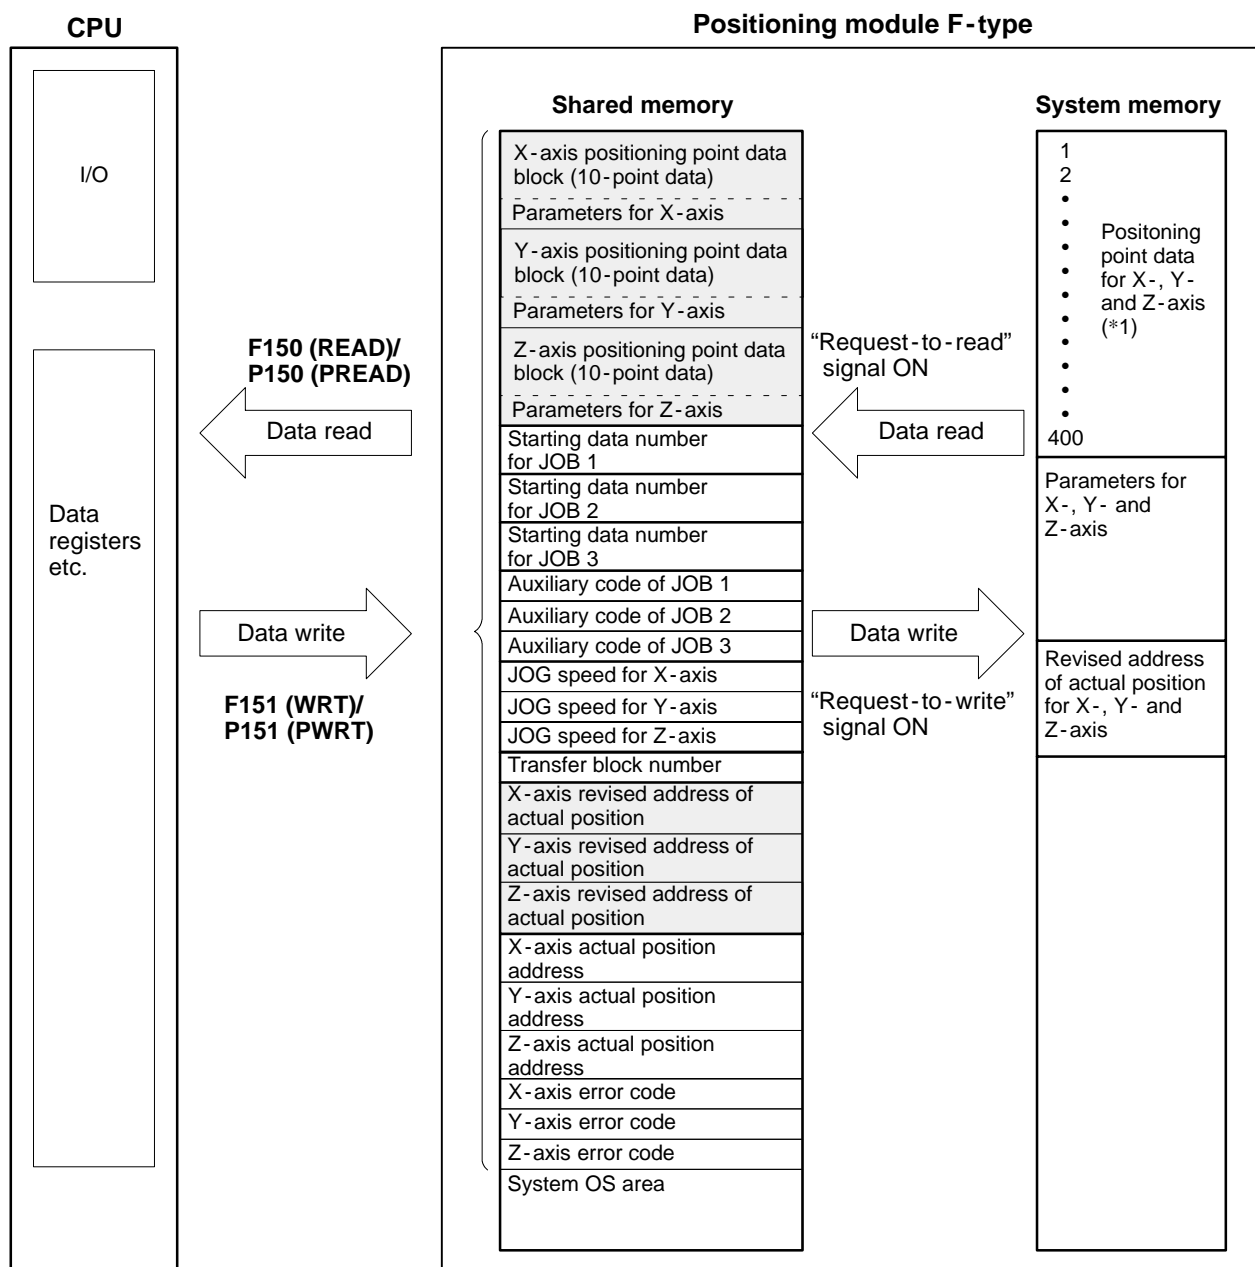 CPU
Positioning module F-type
I/O
Data
registers
etc.
F150 (READ)/
P150 (PREAD)
Data read
Data write
F151 (WRT)/
P151 (PWRT)
Shared memory
X-axis positioning point data
block (10-point data)
Parameters for X-axis
Y-axis positioning point data
block (10-point data)
Parameters for Y-axis
Z-axis positioning point data
block (10-point data)
Parameters for Z-axis
Starting data number
for JOB 1
Starting data number
for JOB 2
Starting data number
for JOB 3
Auxiliary code of JOB 1
Auxiliary code of JOB 2
Auxiliary code of JOB 3
JOG speed for X-axis
JOG speed for Y-axis
JOG speed for Z-axis
Transfer block number
X-axis revised address of
actual position
Y-axis revised address of
actual position
Z-axis revised address of
actual position
X-axis actual position
address
Y-axis actual position
address
Z-axis actual position
address
X-axis error code
Y-axis error code
Z-axis error code
System OS area
“Request-to-read”
signal ON
Data read
Data write
“Request-to-write”
signal ON
System memory
1
2
•
•
•
•
•
•
•
•
•
•
400
Positoning
point data
for X-, Y-
and Z-axis
(*1)
Parameters for
X-, Y- and
Z-axis
Revised address
of actual position
for X-, Y- and
Z-axis